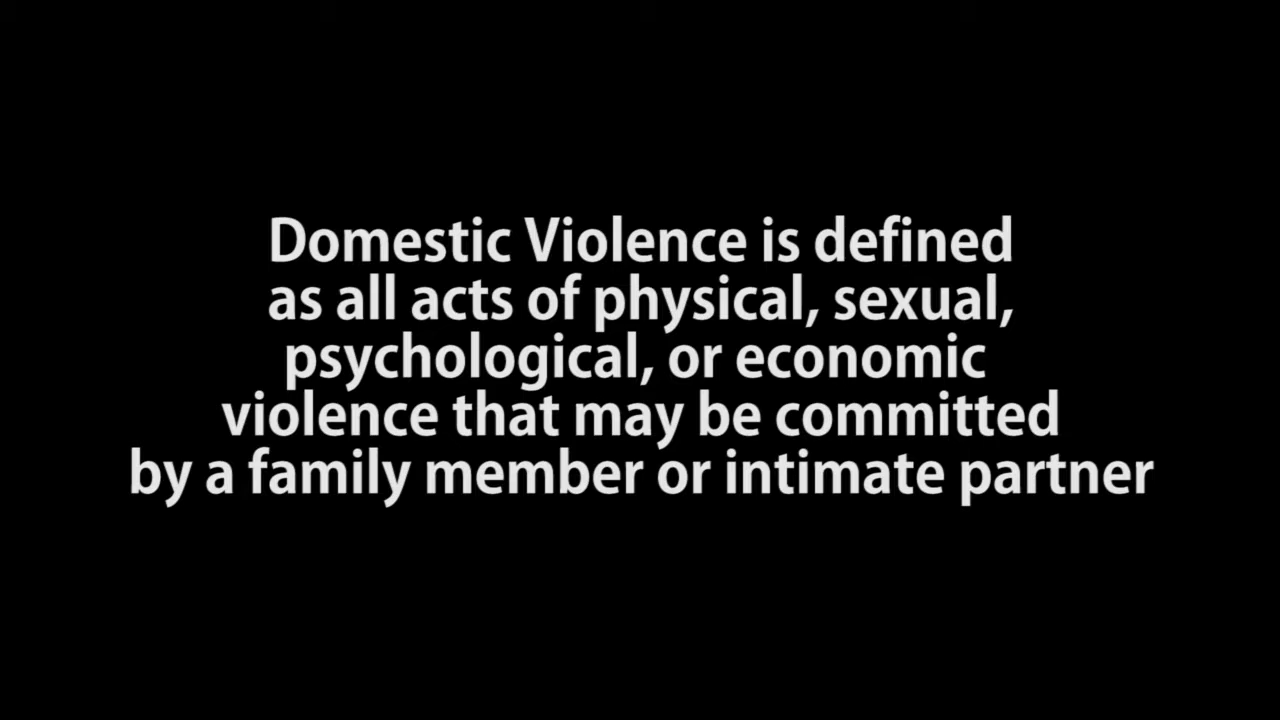 Domestic Violence is defined
as all acts of physical, sexual,
psychological, or economic
violence that may be committed
by a family member or intimate partner